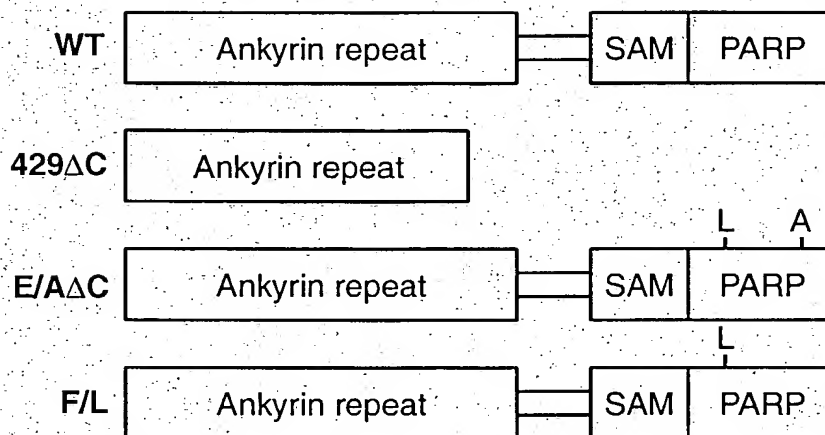 WT Ankyrin repeat SAM PARP
429ΔC Ankyrin repeat
L A
E/AΔC Ankyrin repeat SAM PARP
L
F/L Ankyrin repeat SAM PARP